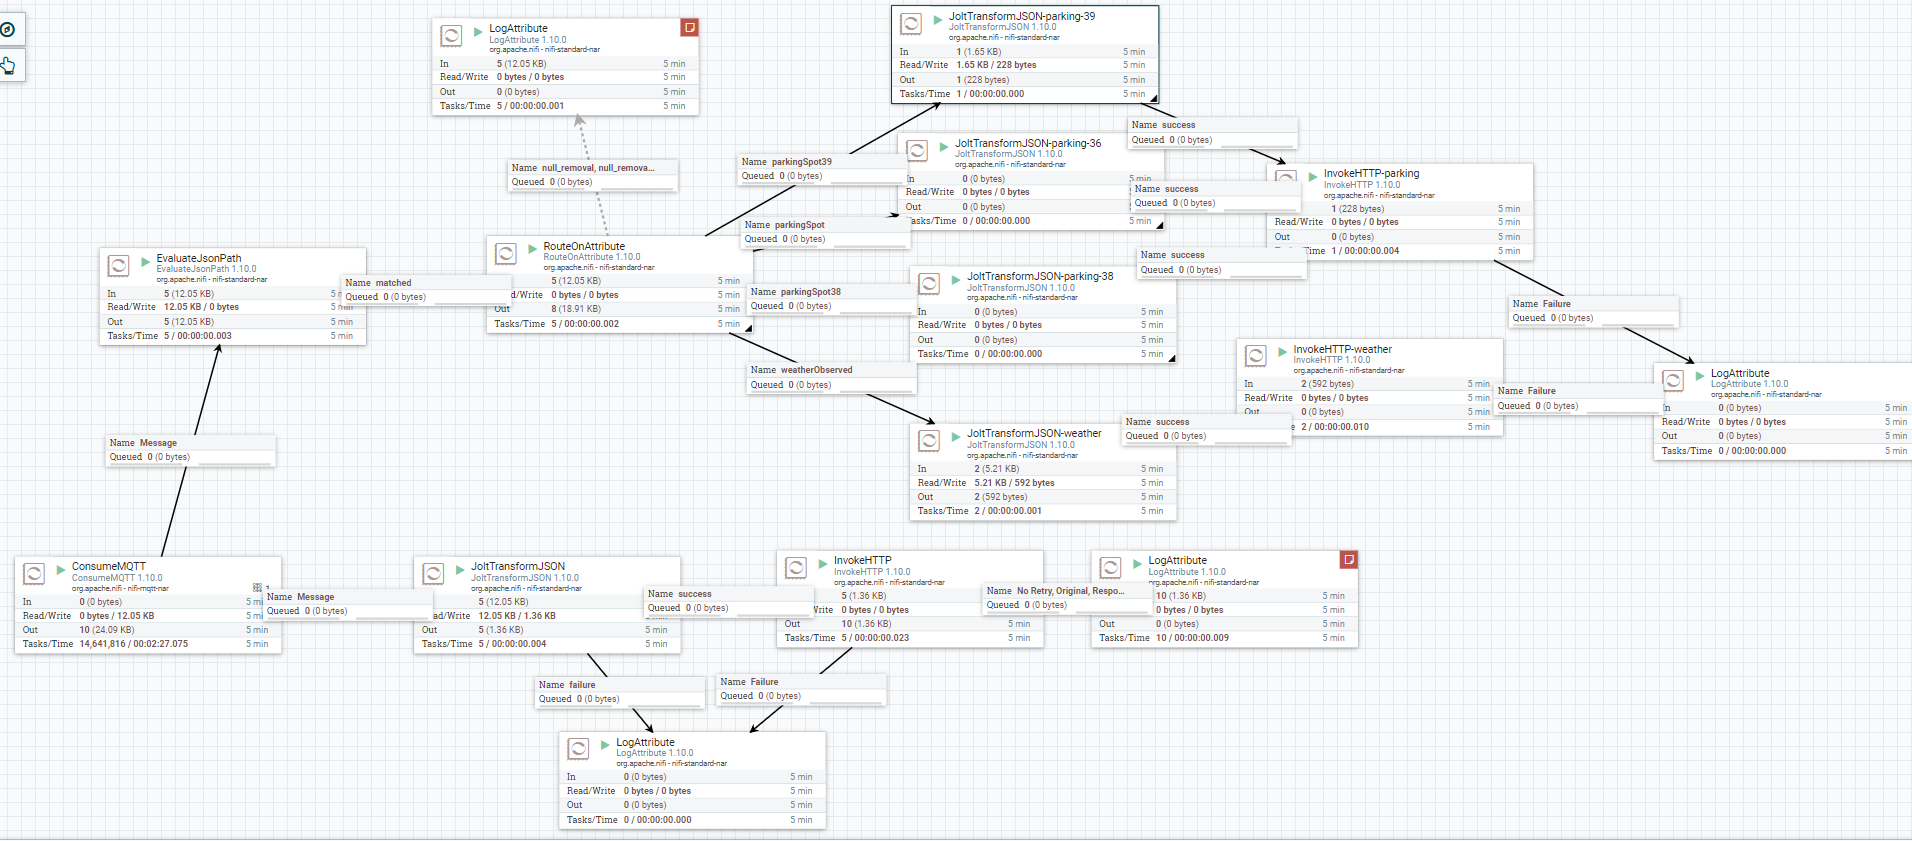 LogAttribute
LogAttribute 1.10.0
org.apache.nifi - nifi-standard-nar
In 5 (12.05 KB) 5 min
Read/Write 0 bytes / 0 bytes 5 min
Out 0 (0 bytes) 5 min
Tasks/Time 5 / 00:00:00.001 5 min
JoltTransformJSON-parking-39
JoltTransformJSON 1.10.0
org.apache.nifi - nifi-standard-nar
In 1 (1.65 KB) 5 min
Read/Write 1.65 KB / 228 bytes 5 min
Out 1 (228 bytes) 5 min
Tasks/Time 1 / 00:00:00.000 5 min
Name success
Queued 0 (0 bytes)
Name null_removal, null_remova...
Queued 0 (0 bytes)
Name parkingSpot39
Queued 0 (0 bytes)
JoltTransformJSON-parking-36
JoltTransformJSON 1.10.0
org.apache.nifi - nifi-standard-nar
In 0 (0 bytes) 5 min
Read/Write 0 bytes / 0 bytes
Out 0 (0 bytes)
Tasks/Time 0 / 00:00:00.000 5 min
Name success
Queued 0 (0 bytes)
InvokeHTTP-parking
InvokeHTTP 1.10.0
org.apache.nifi - nifi-standard-nar
1 (228 bytes) 5 min
Read/Write 0 bytes / 0 bytes 5 min
Out 0 (0 bytes) 5 min
Time 1 / 00:00:00.004 5 min
Name parkingSpot
Queued 0 (0 bytes)
EvaluateJsonPath
EvaluateJsonPath 1.10.0
org.apache.nifi - nifi-standard-nar
In 5 (12.05 KB) 5 m
Read/Write 12.05 KB / 0 bytes 5 min
Out 5 (12.05 KB) 5 min
Tasks/Time 5 / 00:00:00.003 5 min
Name matched
Queued 0 (0 bytes)
RouteOnAttribute
RouteOnAttribute 1.10.0
org.apache.nifi - nifi-standard-nar
5 (12.05 KB) 5 min
d/Write 0 bytes / 0 bytes 5 min
Out 8 (18.91 KB) 5 min
Tasks/Time 5 / 00:00:00.002 5 min
Name success
Queued 0 (0 bytes)
Name parkingSpot38
Queued 0 (0 bytes)
JoltTransformJSON-parking-38
JoltTransformJSON 1.10.0
org.apache.nifi - nifi-standard-nar
In 0 (0 bytes) 5 min
Read/Write 0 bytes / 0 bytes 5 min
Out 0 (0 bytes) 5 min
Tasks/Time 0 / 00:00:00.000 5 min
Name Failure
Queued 0 (0 bytes)
Name weatherObserved
Queued 0 (0 bytes)
InvokeHTTP-weather
InvokeHTTP 1.10.0
org.apache.nifi - nifi-standard-nar
In 2 (592 bytes) 5 min
Read/Write 0 bytes / 0 bytes 5 min
Out 0 (0 bytes) 5 min
e 2 / 00:00:00.010 5 min
Name Failure
Queued 0 (0 bytes)
LogAttribute
LogAttribute 1.10.0
org.apache.nifi - nifi-standard-nar
In 0 (0 bytes) 5 min
Read/Write 0 bytes / 0 bytes 5 min
Out 0 (0 bytes) 5 min
Tasks/Time 0 / 00:00:00.000 5 min
Name success
Queued 0 (0 bytes)
JoltTransformJSON-weather
JoltTransformJSON 1.10.0
org.apache.nifi - nifi-standard-nar
In 2 (5.21 KB) 5 min
Read/Write 5.21 KB / 592 bytes 5 min
Out 2 (592 bytes) 5 min
Tasks/Time 2 / 00:00:00.001 5 min
Name Message
Queued 0 (0 bytes)
ConsumeMQTT
ConsumeMQTT 1.10.0
org.apache.nifi - nifi-mqtt-nar
1
In 0 (0 bytes) 5 mi
Read/Write 0 bytes / 12.05 KB 5 min
Out 10 (24.09 KB) 5 min
Tasks/Time 14,641,816 / 00:02:27.075 5 min
Name Message
Queued 0 (0 bytes)
JoltTransformJSON
JoltTransformJSON 1.10.0
org.apache.nifi - nifi-standard-nar
5 (12.05 KB) 5 min
ad/Write 12.05 KB / 1.36 KB 5 min
Out 5 (1.36 KB) 5 min
Tasks/Time 5 / 00:00:00.004 5 min
Name success
Queued 0 (0 bytes)
InvokeHTTP
InvokeHTTP 1.10.0
org.apache.nifi - nifi-standard-nar
5 (1.36 KB)
Write 0 bytes / 0 bytes 5 min
Out 10 (1.36 KB) 5 min
Tasks/Time 5 / 00:00:00.023 5 min
Name No Retry, Original, Respo...
Queued 0 (0 bytes)
LogAttribute
LogAttribute 1.10.0
org.apache.nifi - nifi-standard-nar
10 (1.36 KB) 5 min
0 bytes / 0 bytes 5 min
Out 0 (0 bytes) 5 min
Tasks/Time 10 / 00:00:00.009 5 min
Name failure
Queued 0 (0 bytes)
Name Failure
Queued 0 (0 bytes)
LogAttribute
LogAttribute 1.10.0
org.apache.nifi - nifi-standard-nar
In 0 (0 bytes) 5 min
Read/Write 0 bytes / 0 bytes 5 min
Out 0 (0 bytes) 5 min
Tasks/Time 0 / 00:00:00.000 5 min